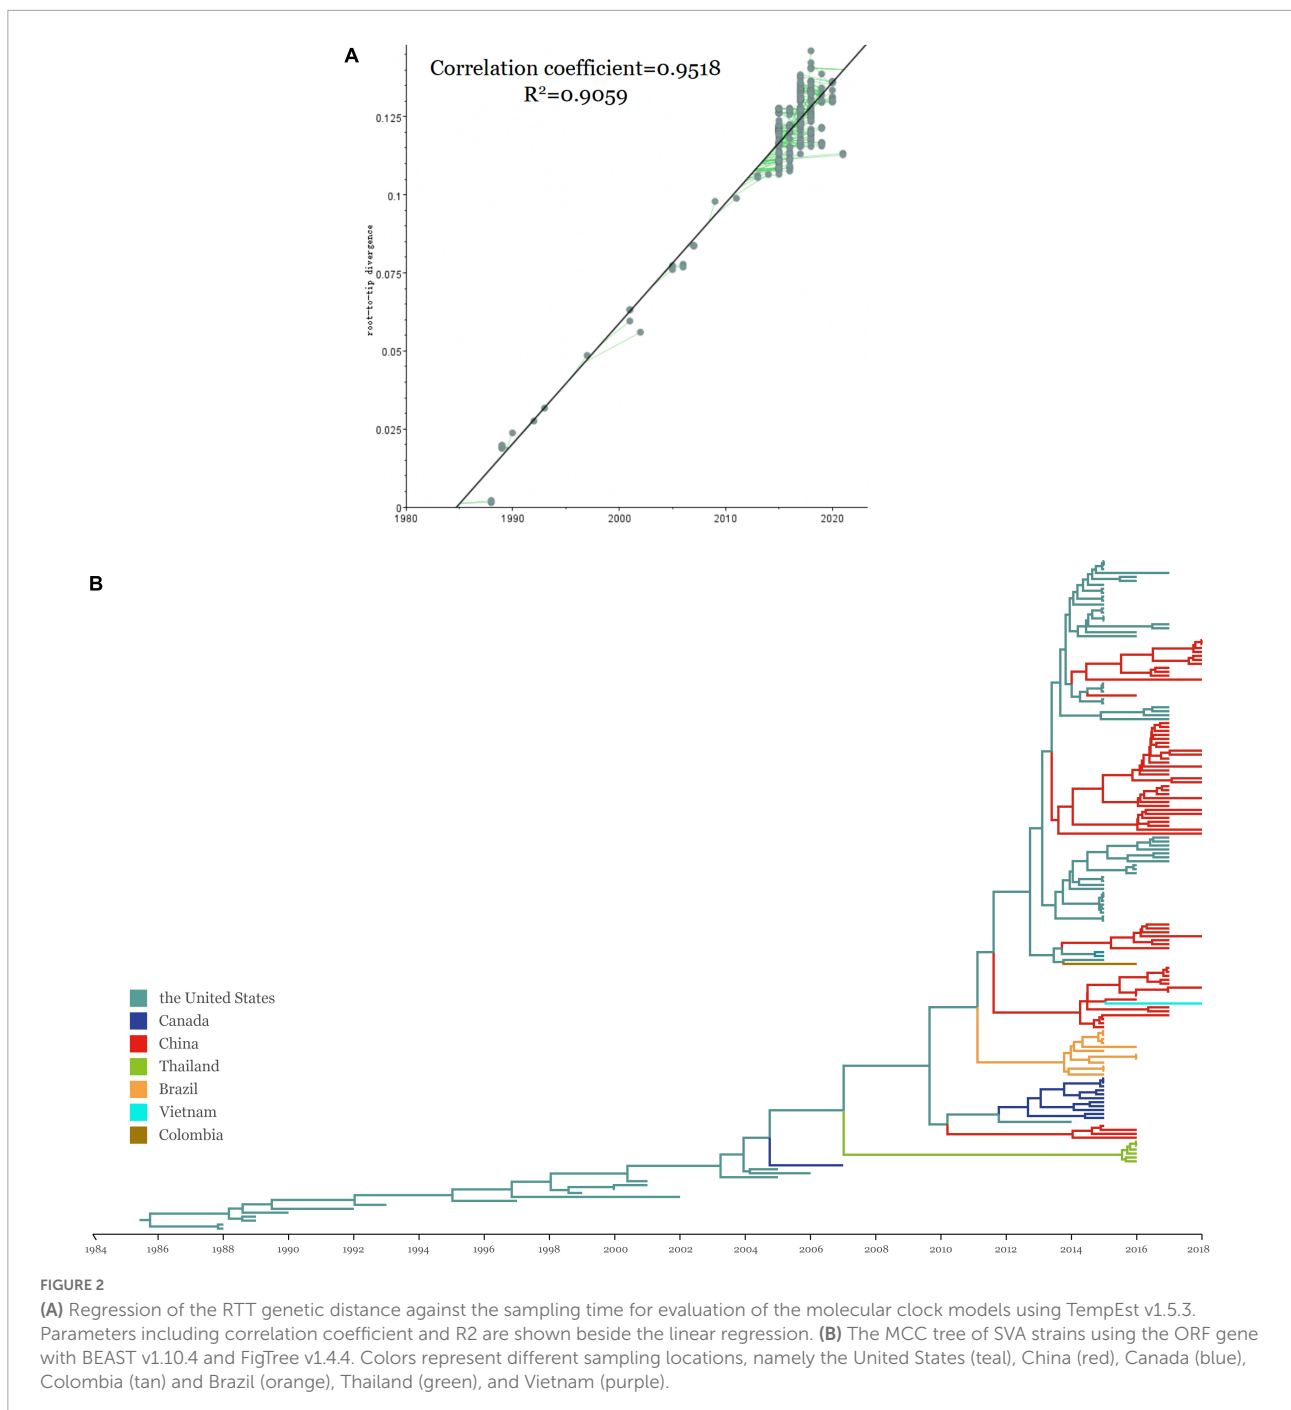 A
Correlation coefficient=0.9518
R²=0.9059
root-to-tip divergence
0.125
0.1
0.075
0.05
0.025
0
1980 1990 2000 2010 2020
B
the United States
Canada
China
Thailand
Brazil
Vietnam
Colombia
1984 1986 1988 1990 1992 1994 1996 1998 2000 2002 2004 2006 2008 2010 2012 2014 2016 2018
FIGURE 2
(A) Regression of the RTT genetic distance against the sampling time for evaluation of the molecular clock models using TempEst v1.5.3.
Parameters including correlation coefficient and R2 are shown beside the linear regression. (B) The MCC tree of SVA strains using the ORF gene
with BEAST v1.10.4 and FigTree v1.4.4. Colors represent different sampling locations, namely the United States (teal), China (red), Canada (blue),
Colombia (tan) and Brazil (orange), Thailand (green), and Vietnam (purple).